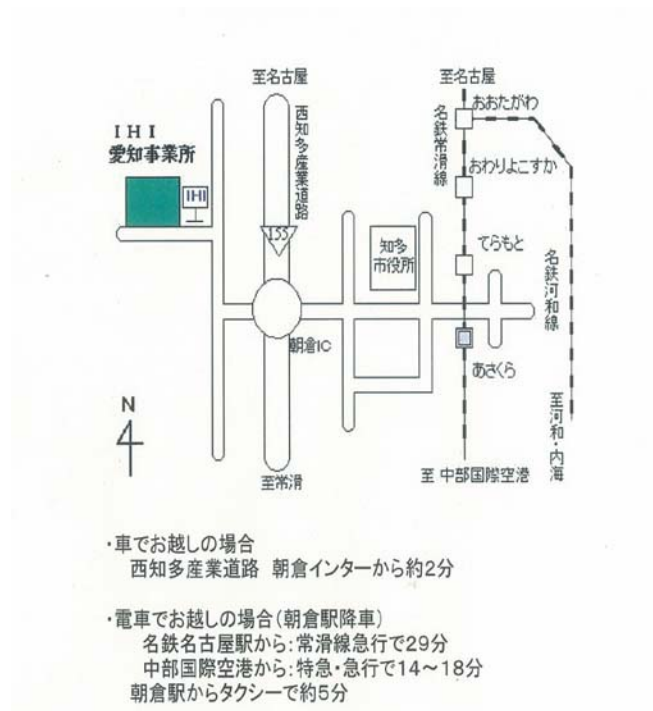 至名古屋
至名古屋
おおたがわ
西知多産業道路
名鉄常滑線
IHI
愛知事業所
おわりよこすか
IHI
155
知多
市役所
てらもと
名鉄河和線
朝倉IC
あさくら
N
至河和・内海
至常滑
至 中部国際空港
・車でお越しの場合
西知多産業道路 朝倉インターから約2分
・電車でお越しの場合(朝倉駅降車)
名鉄名古屋駅から:常滑線急行で29分
中部国際空港から:特急・急行で14~18分
朝倉駅からタクシーで約5分